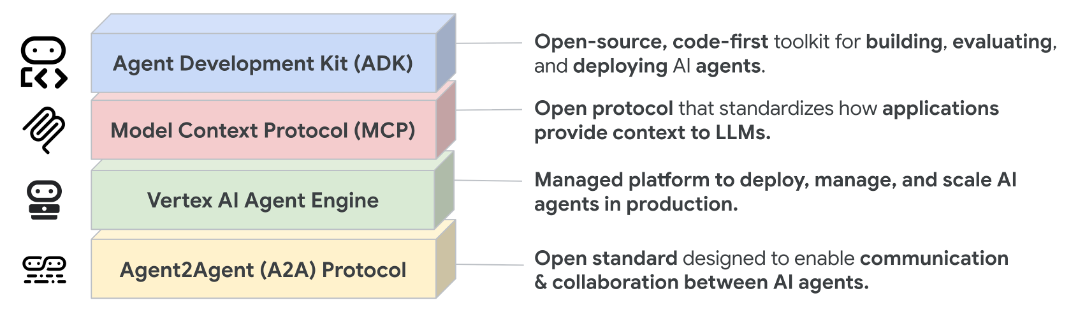 Agent Development Kit (ADK)
Open-source, code-first toolkit for building, evaluating,
and deploying AI agents.
Model Context Protocol (MCP)
Open protocol that standardizes how applications
provide context to LLMs.
Vertex AI Agent Engine
Managed platform to deploy, manage, and scale AI
agents in production.
Agent2Agent (A2A) Protocol
Open standard designed to enable communication
& collaboration between AI agents.